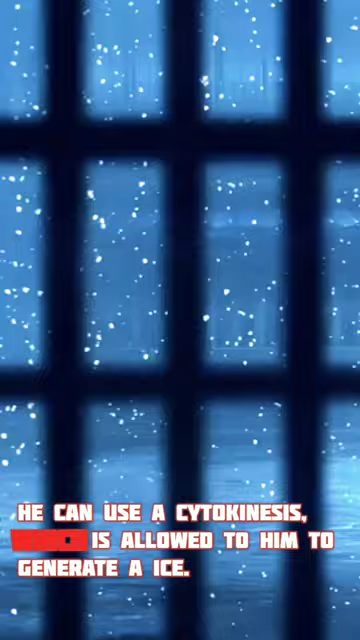 HE CAN USE A CYTOKINESIS,
IS ALLOWED TO HIM TO
GENERATE A ICE.